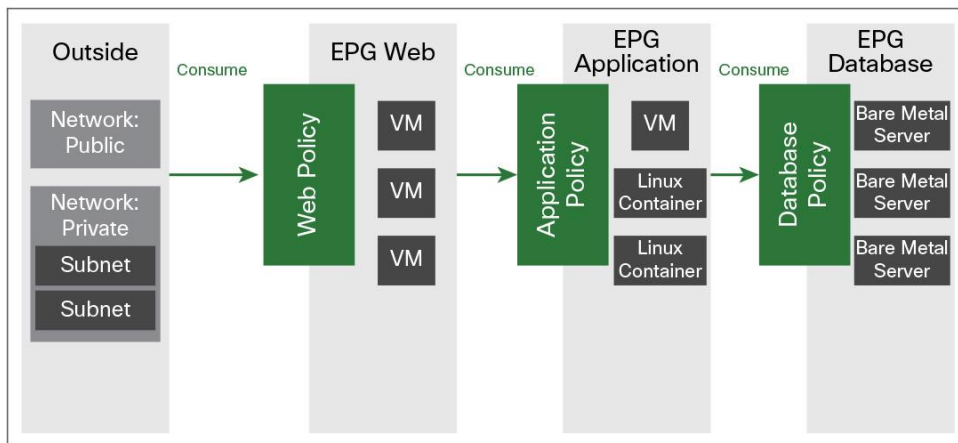 Outside
Network:
Public
Network:
Private
Subnet
Subnet
Consume
Web Policy
EPG Web
VM
VM
VM
Consume
Application
Policy
EPG
Application
VM
Linux
Container
Linux
Container
Consume
Database
Policy
EPG
Database
Bare Metal
Server
Bare Metal
Server
Bare Metal
Server